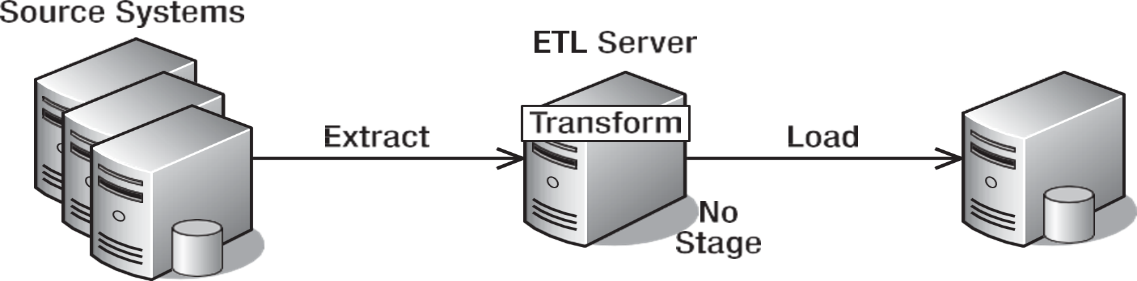 Source Systems
ETL Server
Transform
Extract
Load
No
Stage